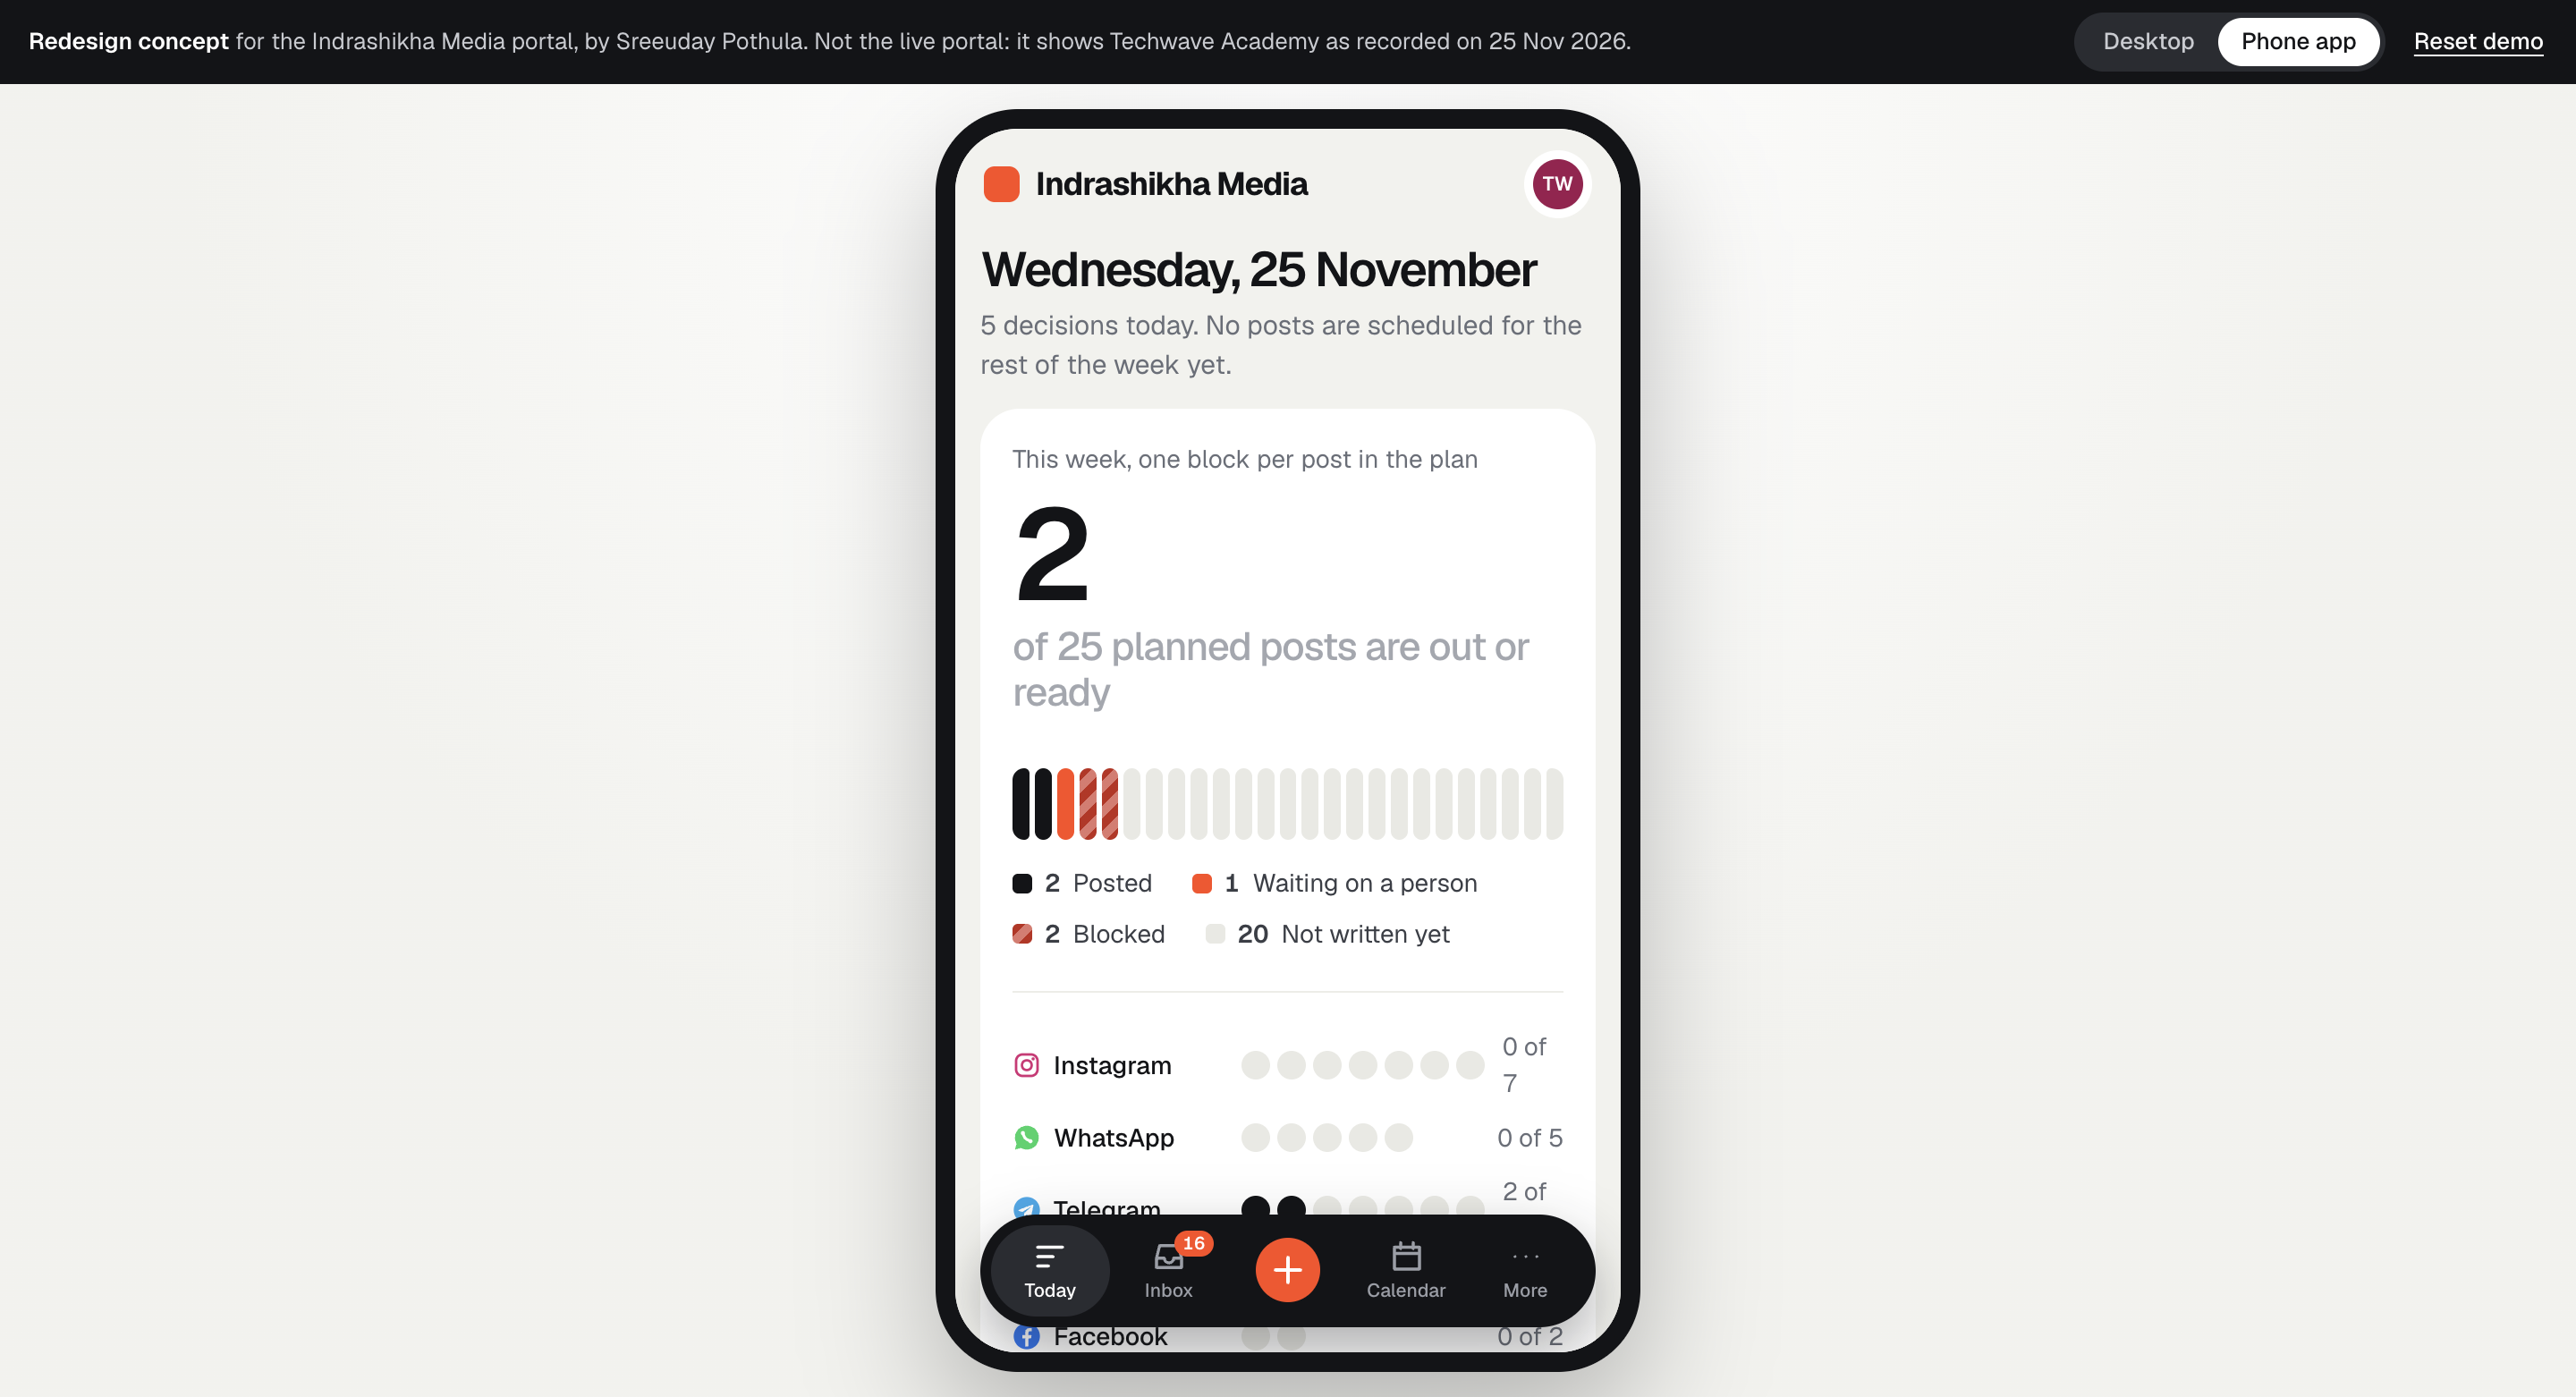 Redesign concept for the Indrashikha Media portal, by Sreeuday Pothula. Not the live portal: it shows Techwave Academy as recorded on 25 Nov 2026.
Desktop
Phone app
Reset demo
Indrashikha Media
TW
Wednesday, 25 November
5 decisions today. No posts are scheduled for the
rest of the week yet.
This week, one block per post in the plan
2
of 25 planned posts are out or
ready
2 Posted
1 Waiting on a person
2 Blocked
20 Not written yet
Instagram
0 of
7
WhatsApp
0 of 5
Telegram
2 of
Today
Inbox
16
Calendar
More
Facebook
0 of 2